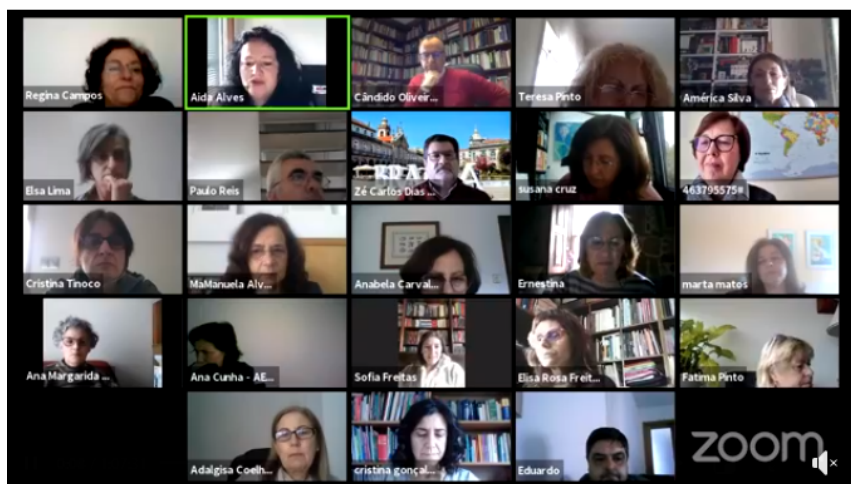 Regina Campos
Aida Alves
Cândido Oliveir...
Teresa Pinto
América Silva
Elsa Lima
Paulo Reis
BRAGA
Zé Carlos Dias ...
susana cruz
463795575#
Cristina Tinoco
MaManuela Alv...
Anabela Carval...
Ernestina
marta matos
Ana Margarida ...
Ana Cunha - AE...
Sofia Freitas
Elisa Rosa Freit...
Fatima Pinto
Adalgisa Coelh...
cristina gonçal...
Eduardo
zoom